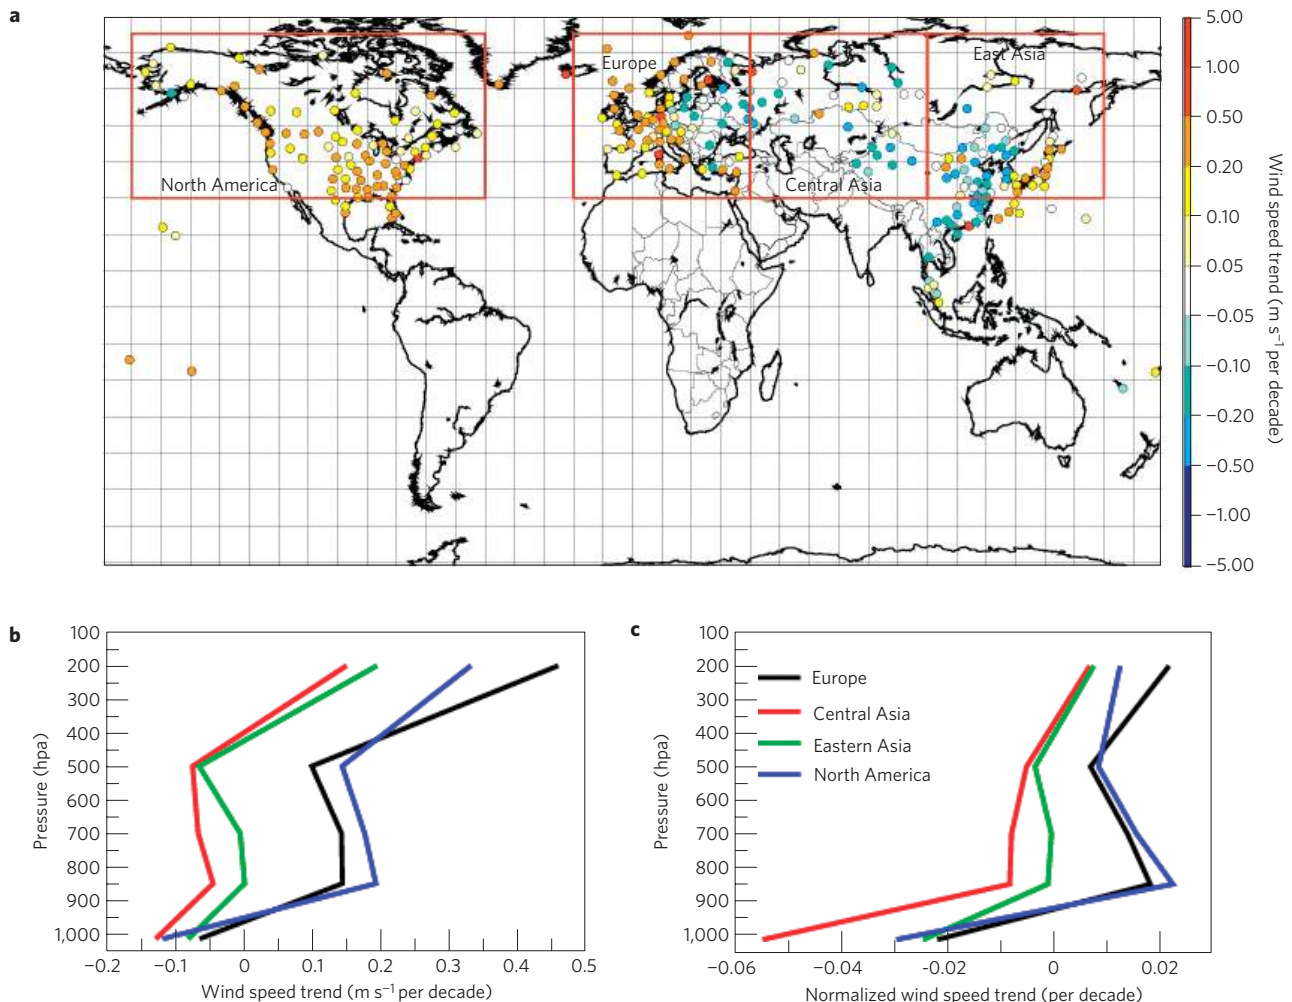 a
North America
Europe
Central Asia
East Asia
5.00
1.00
0.50
0.20
0.10
0.05
−0.05
−0.10
−0.20
−0.50
−1.00
−5.00
Wind speed trend (m s⁻¹ per decade)
b
100
200
300
400
500
600
700
800
900
1,000
Pressure (hpa)
−0.2
−0.1
0
0.1
0.2
0.3
0.4
0.5
Wind speed trend (m s⁻¹ per decade)
c
100
200
300
400
500
600
700
800
900
1,000
Pressure (hpa)
Europe
Central Asia
Eastern Asia
North America
−0.06
−0.04
−0.02
0
0.02
Normalized wind speed trend (per decade)